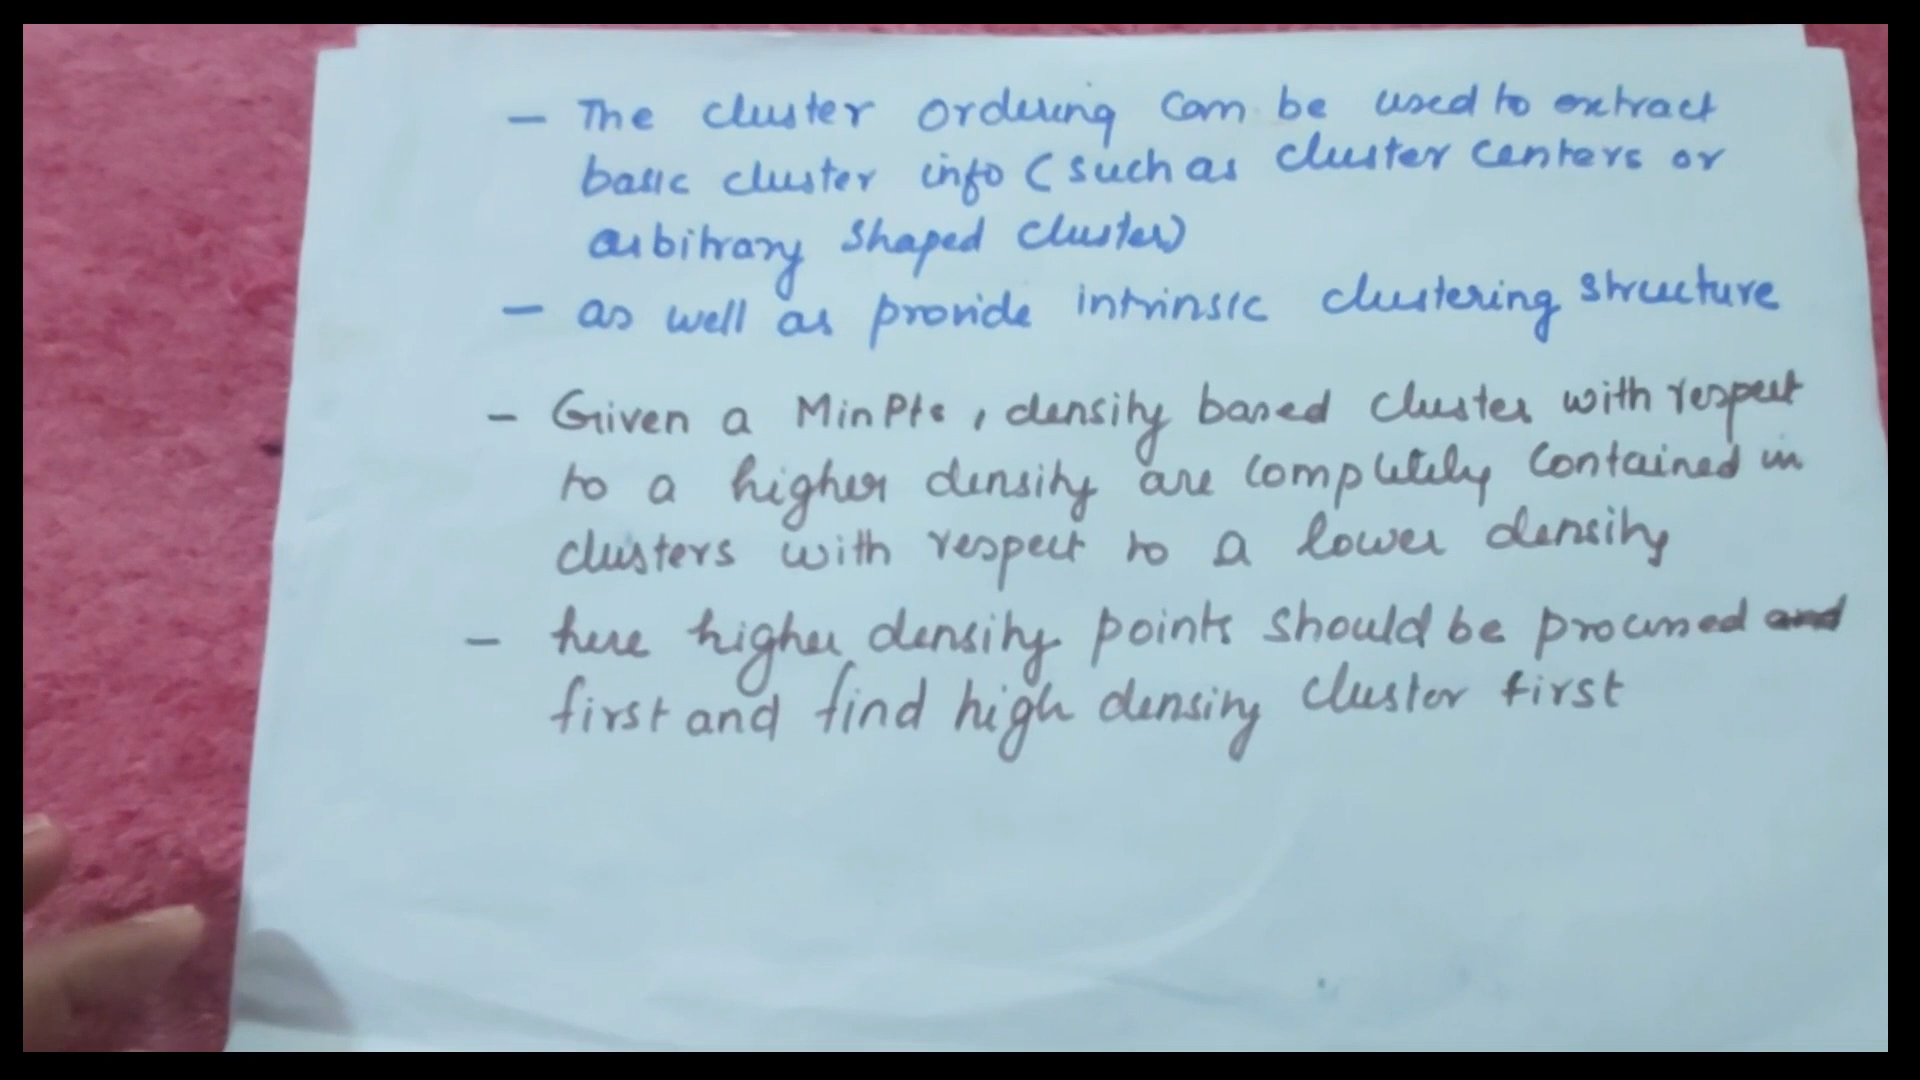 - The cluster ordering can be used to extract
basic cluster info (such as cluster centers or
arbitrary shaped cluster)
- as well as provide intrinsic clustering structure
- Given a MinPts, density based cluster with respect
to a higher density are completely contained in
clusters with respect to a lower density
- here higher density points should be processed and
first and find high density cluster first